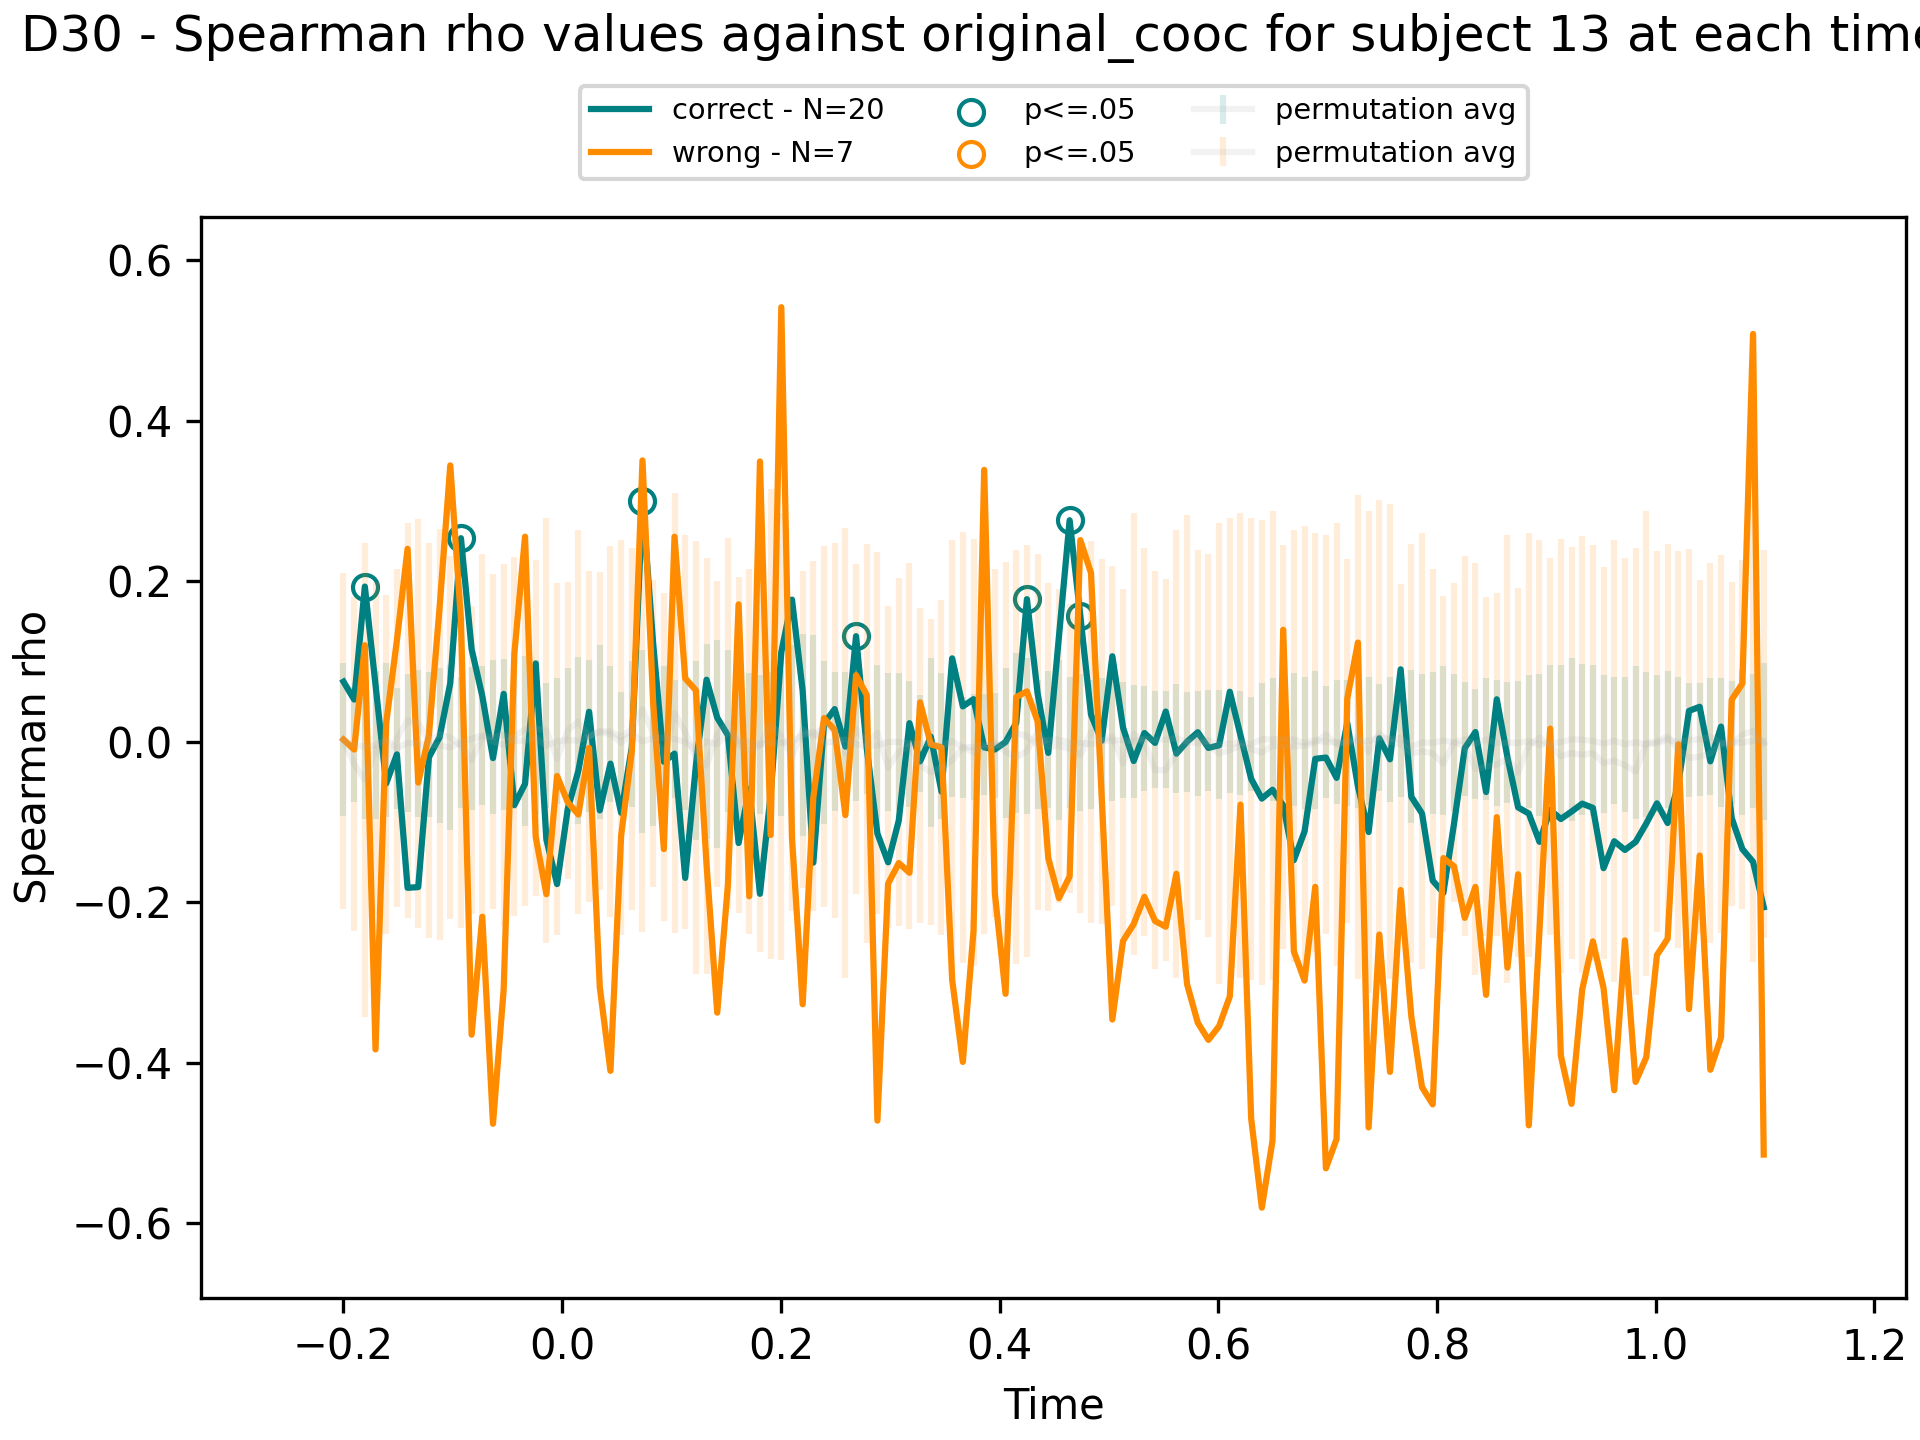 D30 - Spearman rho values against original_cooc for subject 13 at each
correct - N=20 p<=.05 permutation avg
wrong - N=7 p<=.05 permutation avg
Spearman rho
0.6
0.4
0.2
0.0
−0.2
−0.4
−0.6
−0.2 0.0 0.2 0.4 0.6 0.8 1.0 1.2
Time